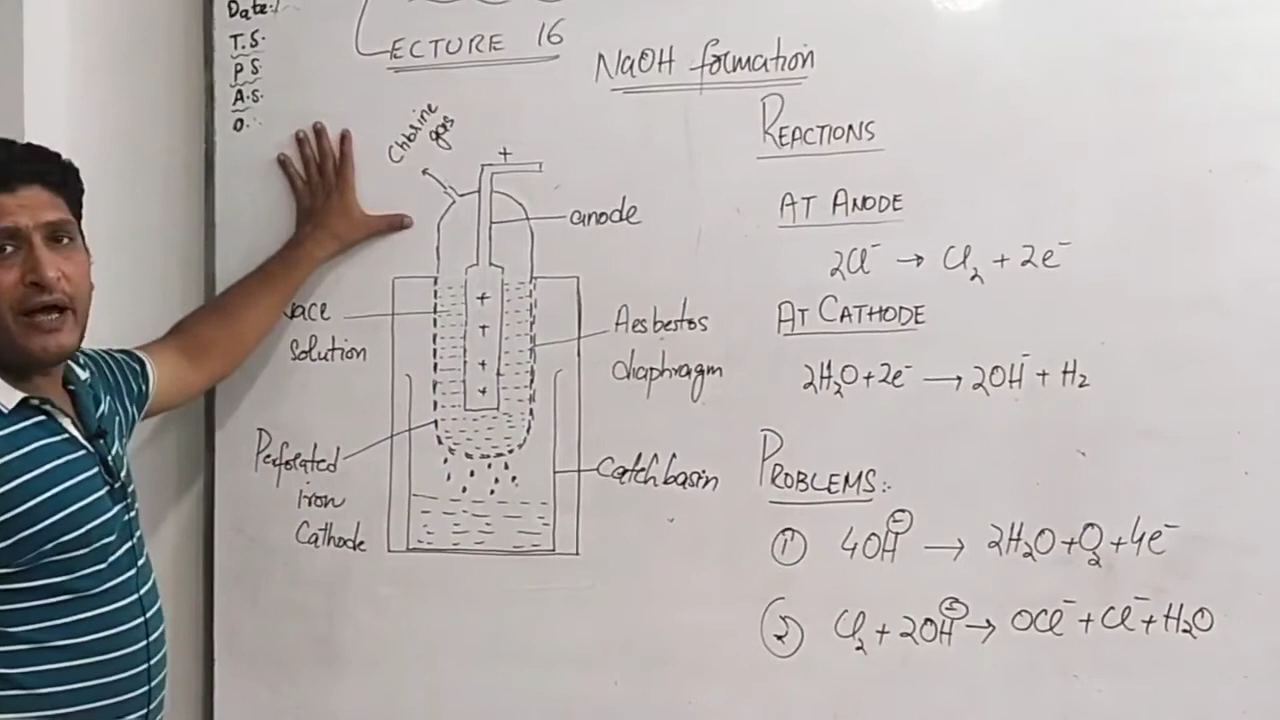 Date:
T.S.
P.S
A.S.
O.
LECTURE 16
NaOH formation
Chlorine
gas
+
anode
solution
+
+
+
+
Aesbestos
diaphragm
Perforated
iron
Cathode
Catch basin
REACTIONS
AT ANODE
2Cl⁻ → Cl₂ + 2e⁻
AT CATHODE
2H₂O + 2e⁻ → 2OH⁻ + H₂
PROBLEMS:
① 4OH⁻ → 2H₂O + O₂ + 4e⁻
② Cl₂ + 2OH⁻ → OCl⁻ + Cl⁻ + H₂O